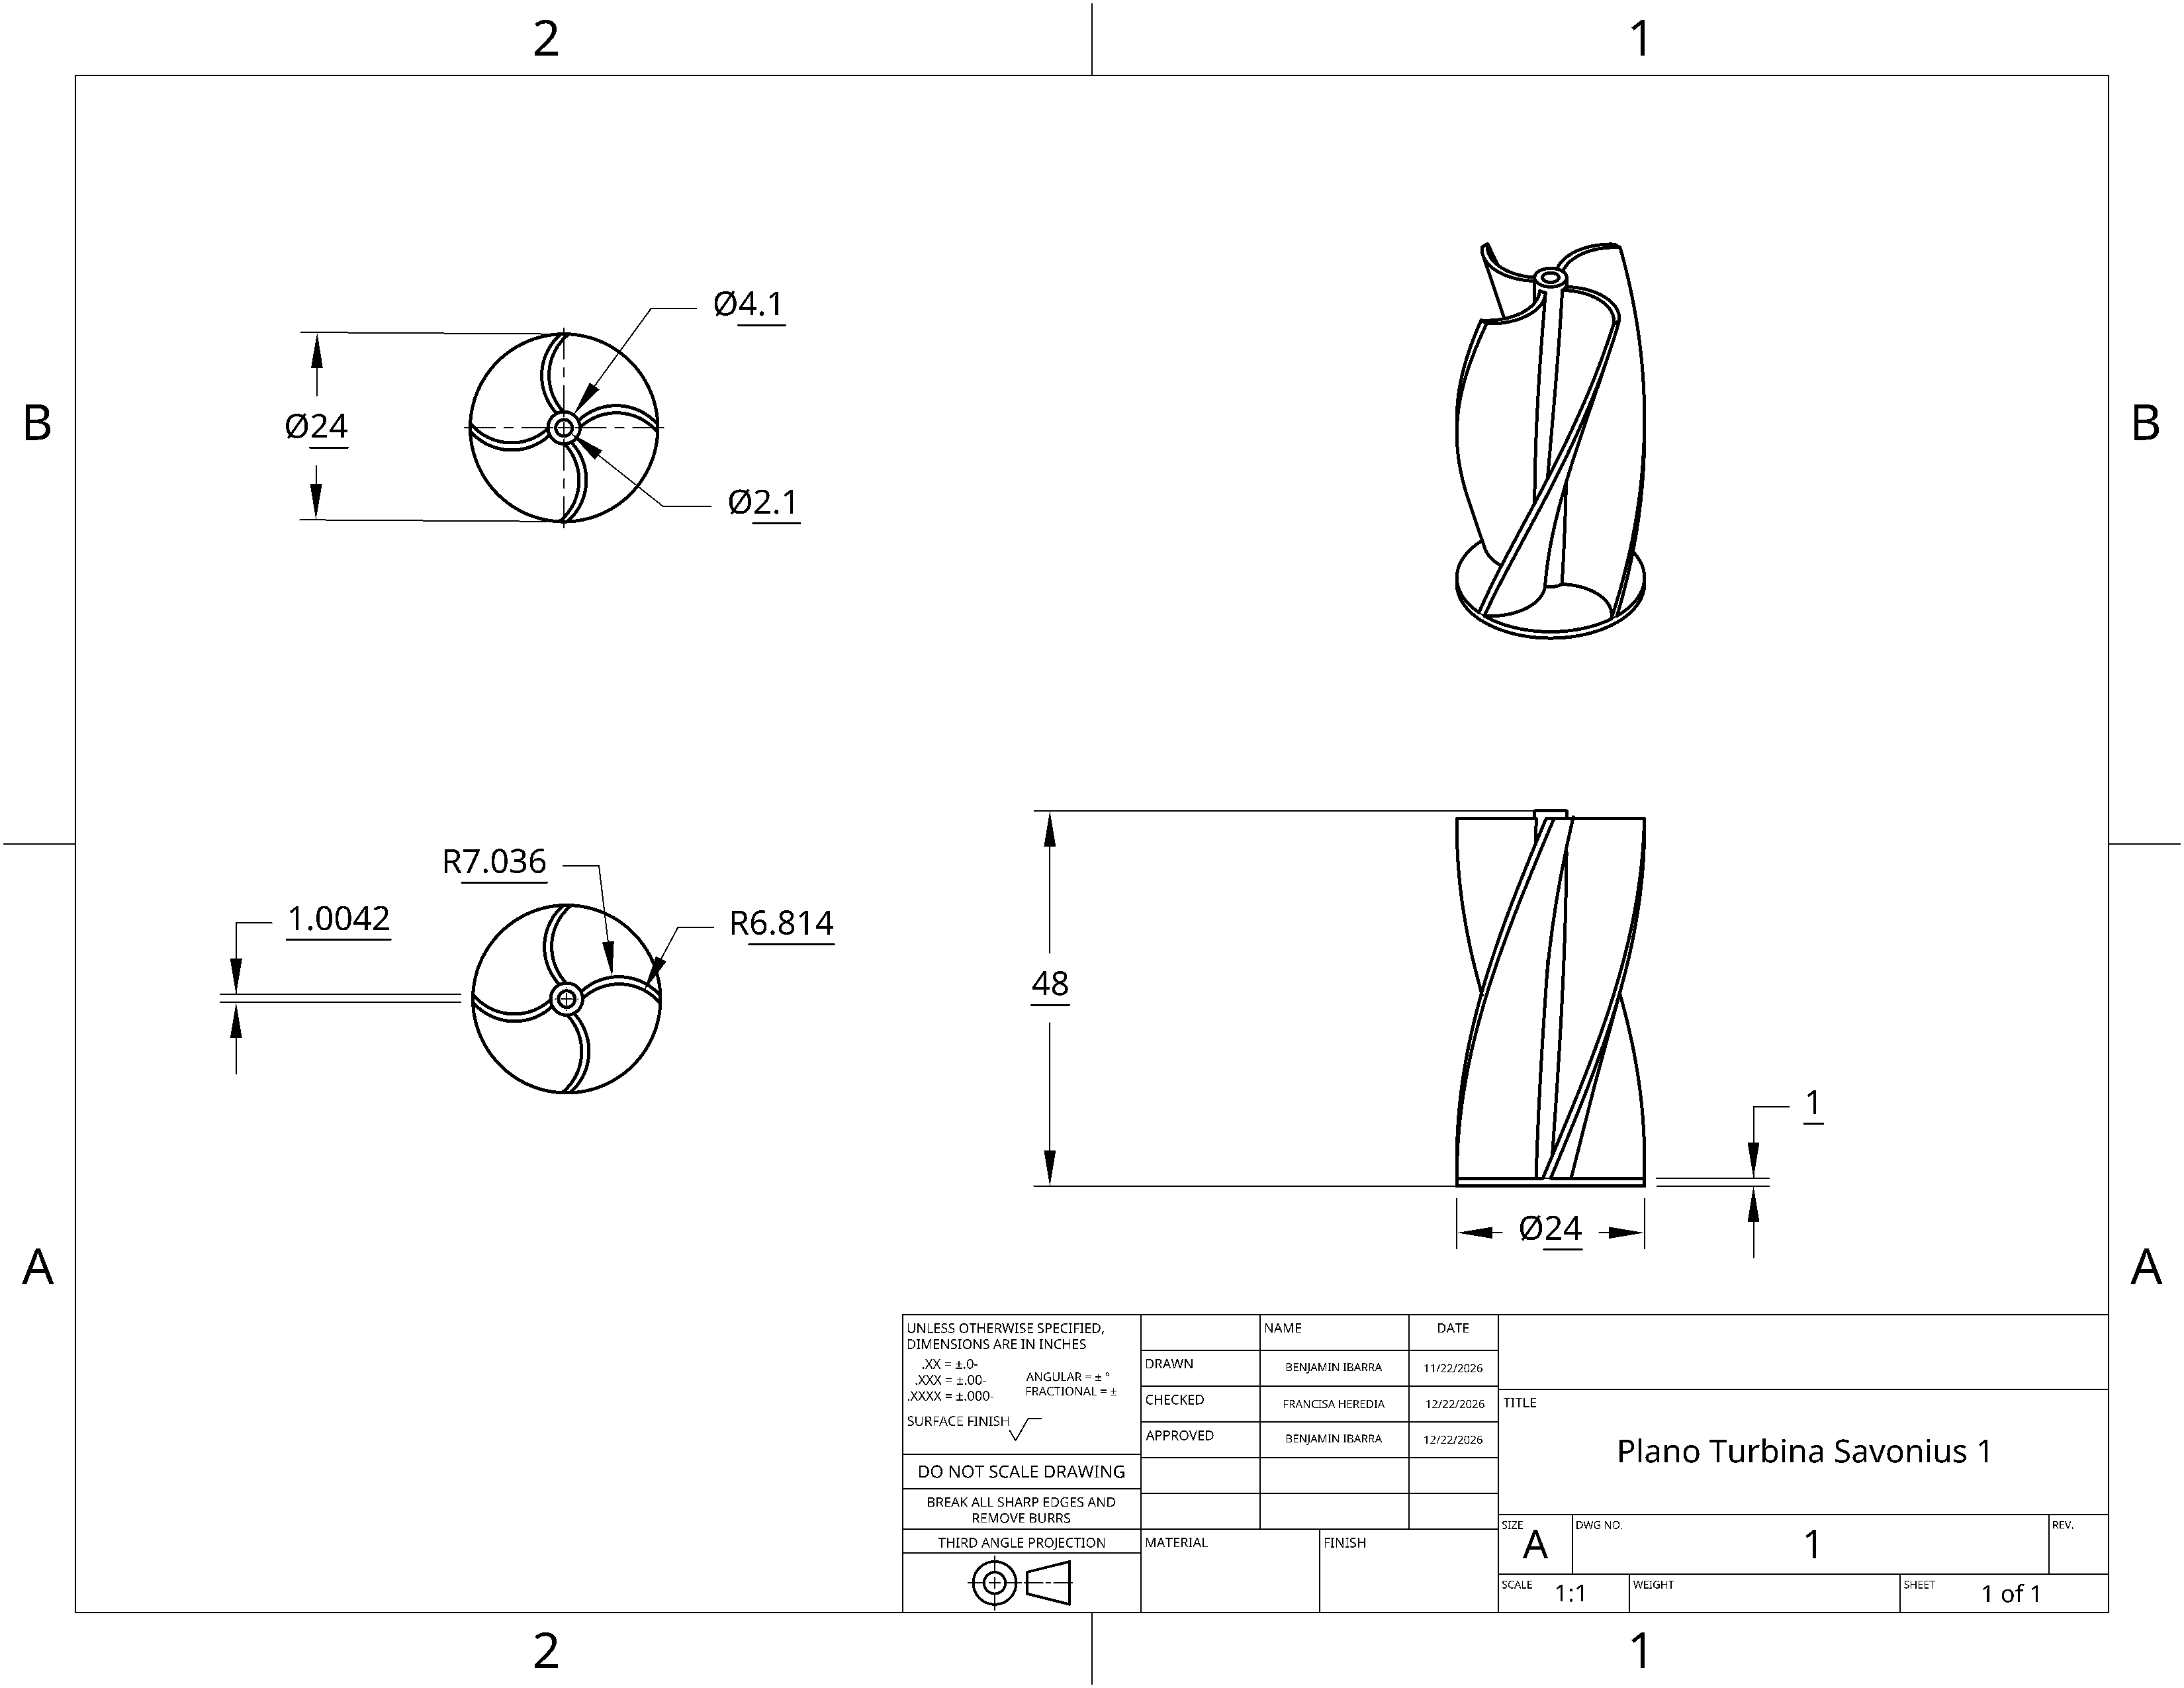 2
1
B
B
Ø4.1
Ø24
Ø2.1
R7.036
1.0042
R6.814
48
1
Ø24
A
A
UNLESS OTHERWISE SPECIFIED,
DIMENSIONS ARE IN INCHES
.XX = ±.0-
.XXX = ±.00-
.XXXX = ±.000-
ANGULAR = ± °
FRACTIONAL = ±
SURFACE FINISH
DO NOT SCALE DRAWING
BREAK ALL SHARP EDGES AND
REMOVE BURRS
THIRD ANGLE PROJECTION
NAME DATE
DRAWN BENJAMIN IBARRA 11/22/2026
CHECKED FRANCISA HEREDIA 12/22/2026
APPROVED BENJAMIN IBARRA 12/22/2026
MATERIAL
FINISH
TITLE
Plano Turbina Savonius 1
SIZE
A
DWG NO.
1
REV.
SCALE 1:1
WEIGHT
SHEET 1 of 1
2
1